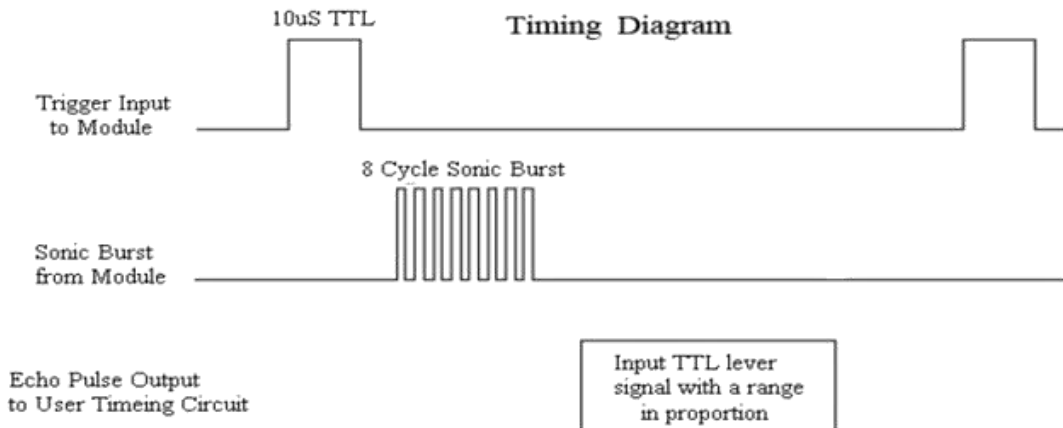 10uS TTL
Timing Diagram
Trigger Input
to Module
8 Cycle Sonic Burst
Sonic Burst
from Module
Echo Pulse Output
to User Timeing Circuit
Input TTL lever
signal with a range
in proportion